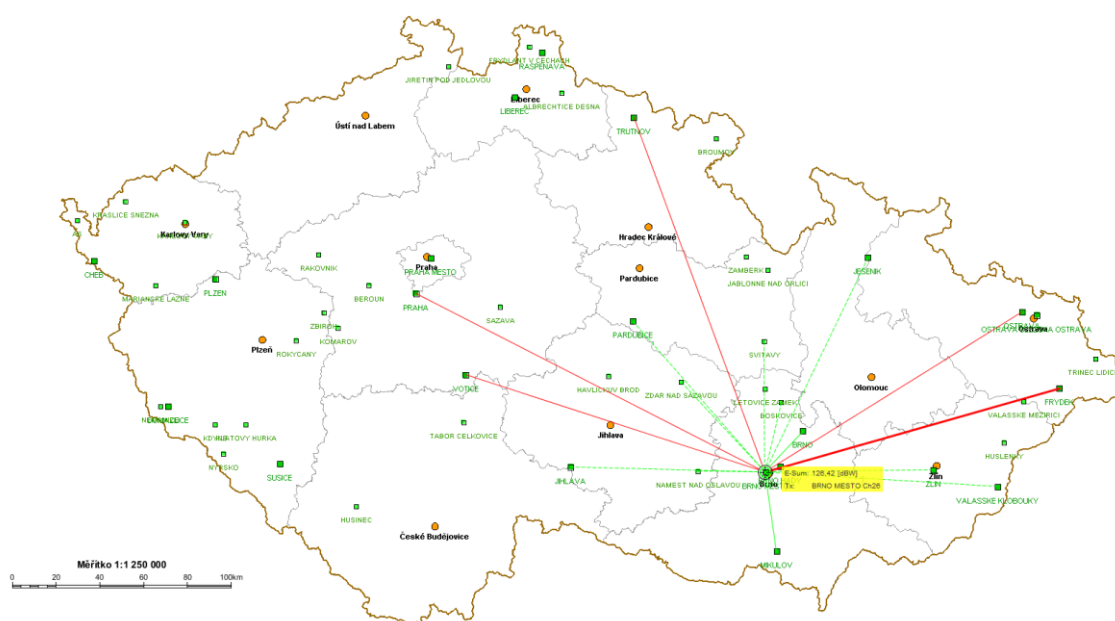 FRYDLANT V CECHACH
RASPENAVA
JIRETIN POD JEDLOVOU
Liberec
ALBRECHTICE DESNA
LIBEREC
Ústí nad Labem
TRUTNOV
BROUMOV
KRASLICE SNEZNA
AS
Karlovy Vary
Hradec Králové
CHEB
MARIANSKE LAZNE
PLZEN
RAKOVNIK
BEROUN
Praha
PRAHA MESTO
PRAHA
SAZAVA
Pardubice
ZAMBERK
JABLONNE NAD ORLICI
JESENIK
ZBIROH
KOMAROV
ROKYCANY
Plzeň
PARDUBICE
SVITAVY
OSTRAVA
Ostrava
TRINEC LIDICE
FRYDEK
VOTICE
HAVLICKUV BROD
ZDAR NAD SAZAVOU
LETOVICE ZAMEK
BOSKOVICE
Olomouc
VALASSKE MEZIRICI
TABOR CELKOVICE
Jihlava
BRNO
HUSLENKY
NYRSKO
SUSICE
JIHLAVA
NAMEST NAD OSLAVOU
Brno
E-Sum: 126,42 [dBW]
Tx: BRNO MESTO Ch26
Zlín
ZLIN
VALASSKE KLOBOUKY
HUSINEC
České Budějovice
MIKULOV
Měřítko 1:1 250 000
0 20 40 60 80 100km